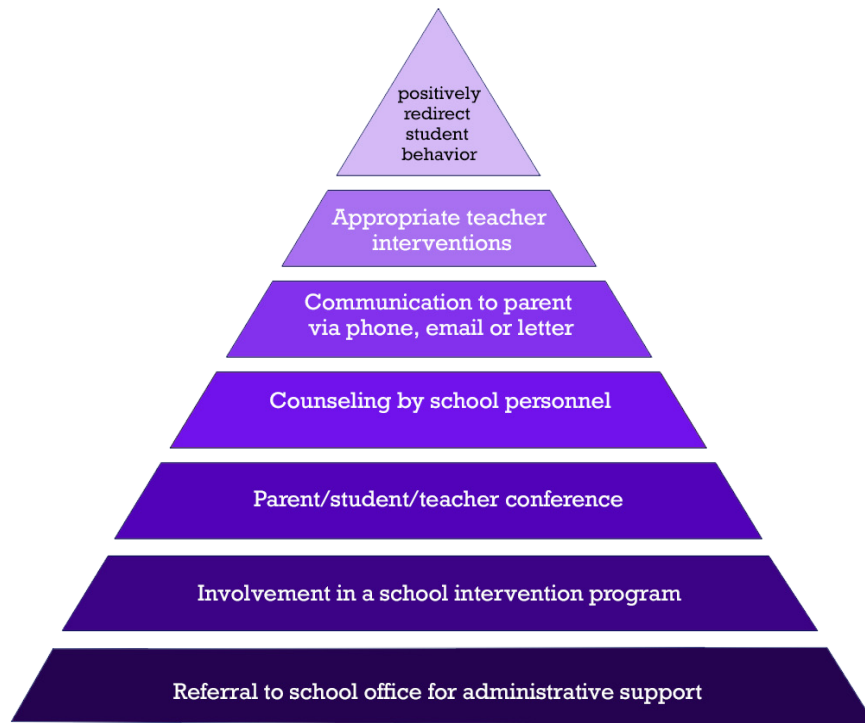 positively
redirect
student
behavior
Appropriate teacher
interventions
Communication to parent
via phone, email or letter
Counseling by school personnel
Parent/student/teacher conference
Involvement in a school intervention program
Referral to school office for administrative support